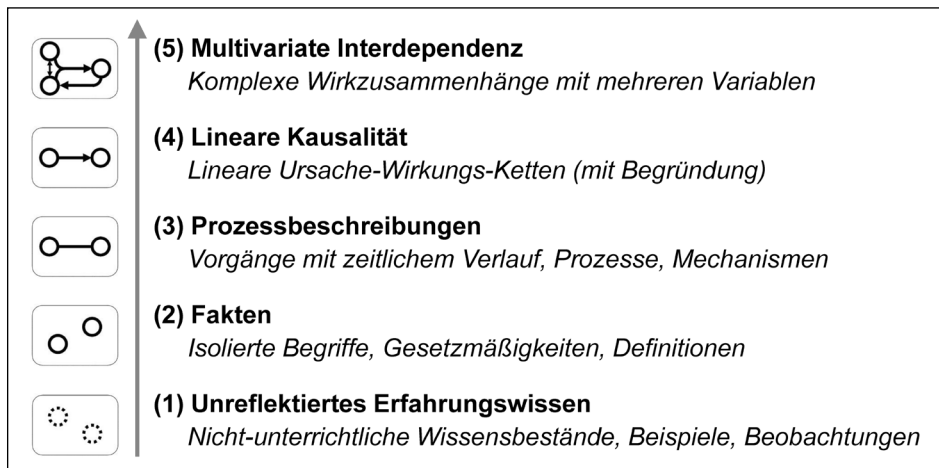 (5) Multivariate Interdependenz
Komplexe Wirkzusammenhänge mit mehreren Variablen
(4) Lineare Kausalität
Lineare Ursache-Wirkungs-Ketten (mit Begründung)
(3) Prozessbeschreibungen
Vorgänge mit zeitlichem Verlauf, Prozesse, Mechanismen
(2) Fakten
Isolierte Begriffe, Gesetzmäßigkeiten, Definitionen
(1) Unreflektiertes Erfahrungswissen
Nicht-unterrichtliche Wissensbestände, Beispiele, Beobachtungen